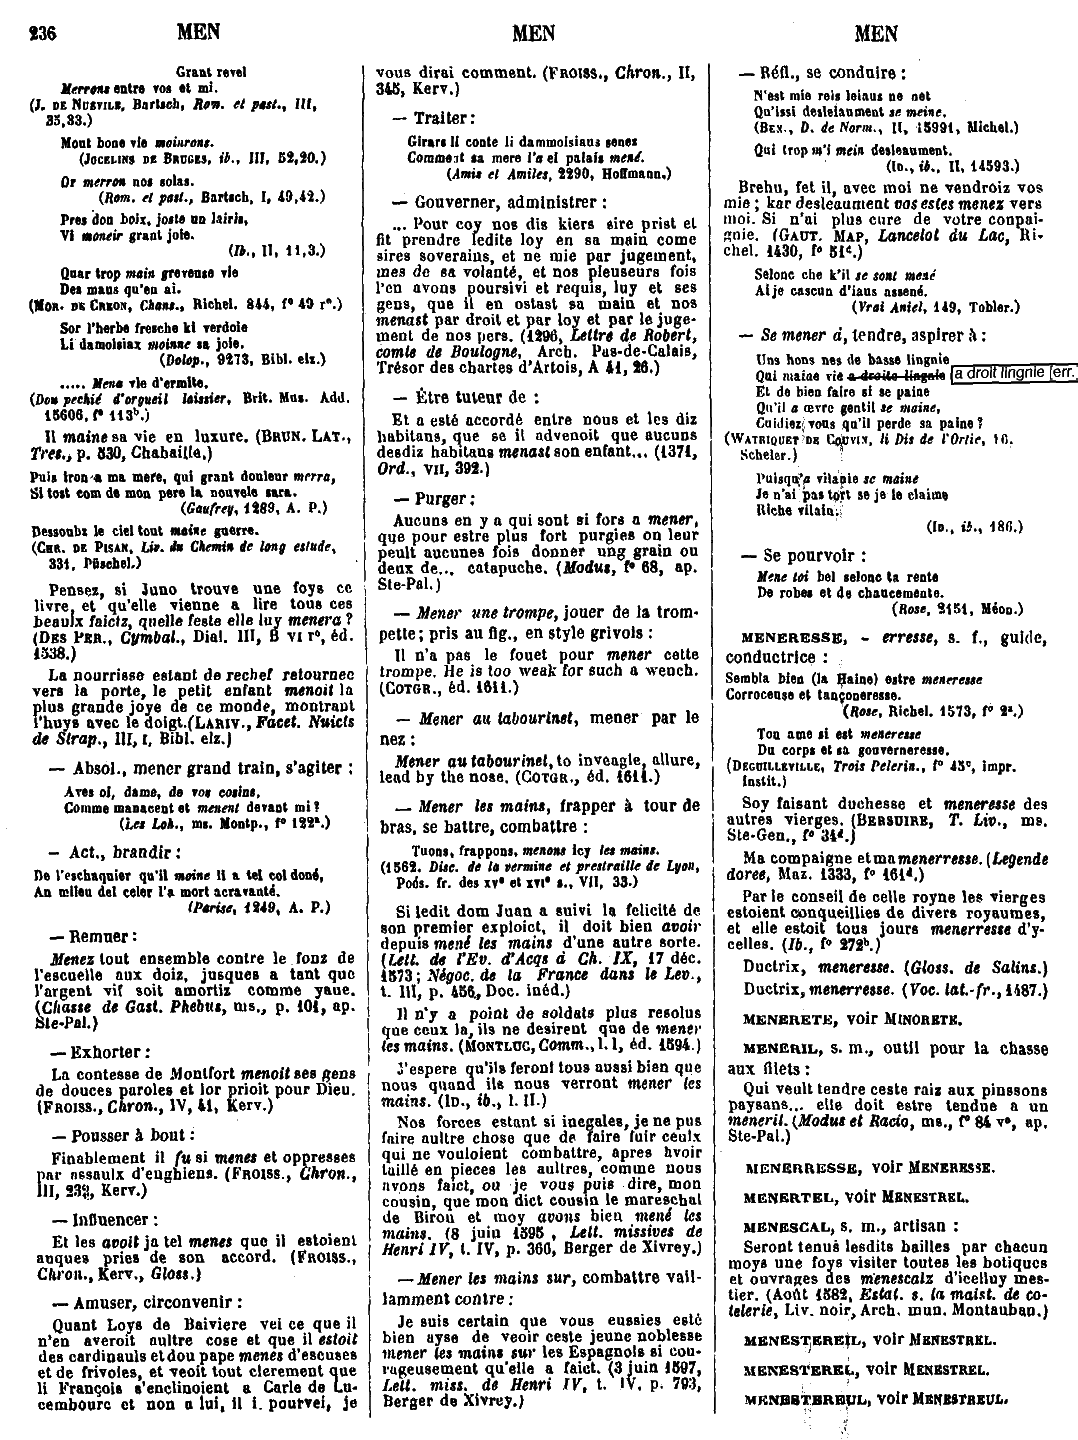 236 MEN MEN MEN
Grant revel
Merrons entre vos et mi.
(J. DE NUEVILE, Bartsch, Rom. et past., III,
35,33.)
Mout bone vie moiurons.
(JOCELINS DE BRUGES, ib., III, 52,20.)
Or merron nos solas.
(Rom. et past., Bartsch, I, 49,42.)
Pres dou boix, joste un lairis,
Vi moneir grant joie.
(Ib., II, 11,3.)
Quar trop main grevense vie
Des maus qu'en ai.
(MOR. DE CREON, Chans., Richel. 844, f° 49 r°.)
Sor l'herbe fresche ki verdoie
Li damoisiax moinne sa joie.
(Dolop., 9273, Bibl. elz.)
..... Mena vie d'ermite.
(Dou pechié d'orgueil laissier, Brit. Mus. Add.
15606, f° 113b.)
Il maine sa vie en luxure. (BRUN. LAT.,
Tres., p. 530, Chabaille.)
Puis iron a ma mere, qui grant douleur merra,
Si tost com de mon pere la nouvele sara.
(Gaufrey, 1289, A. P.)
Dessoubz le ciel tout maine guerre.
(CHR. DE PISAN, Liv. du Chemin de long estude,
331, Püschel.)
Pensez, si Juno trouve une foys ce
livre, et qu'elle vienne a lire tous ces
beaulx faictz, quelle feste elle luy menera ?
(DES PER., Cymbal., Dial. III, B VI r°, éd.
1538.)
La nourrisse estant de rechef retournee
vers la porte, le petit enfant menoit la
plus grande joye de ce monde, montrant
l'huys avec le doigt. (LARIV., Facet. Nuicts
de Strap., III, I, Bibl. elz.)
— Absol., mener grand train, s'agiter :
Aves oï, dame, de vos cosins,
Comme manacent et menent devant mi ?
(Les Loh., ms. Montp., f° 122a.)
— Act., brandir :
De l'eschaquier qu'il moine li a tel col doné,
An milieu del celer l'a mort acravanté.
(Parise, 1249, A. P.)
— Remuer :
Menez tout ensemble contre le fonz de
l'escuelle aux doiz, jusques a tant que
l'argent vif soit amortiz comme yaue.
(Chasse de Gast. Phebus, ms., p. 101, ap.
Ste-Pal.)
— Exhorter :
La contesse de Montfort menoit ses gens
de douces paroles et lor prioit pour Dieu.
(FROISS., Chron., IV, 41, Kerv.)
— Pousser à bout :
Finablement il fu si menes et oppresses
par assaulx d'enghiens. (FROISS., Chron.,
III, 232, Kerv.)
— Influencer :
Et les avoit ja tel menes que il estoient
auques pries de son accord. (FROISS.,
Chron., Kerv., Gloss.)
— Amuser, circonvenir :
Quant Loys de Baiviere vei ce que il
n'en averoit aultre cose et que il estoit
des cardinauls et dou pape menes d'escuses
et de frivoles, et veoit tout clerement que
li François s'enclinoient a Carle de Lu-
cembourc et non a lui, il i. pourvei, je
vous dirai comment. (FROISS., Chron., II,
345, Kerv.)
— Traiter :
Girars li conte li dammoisiaus senes
Comment sa mere l'a el palais mené.
(Amis et Amiles, 2290, Hoffmann.)
— Gouverner, administrer :
... Pour coy nos dis kiers sire prist et
fit prendre ledite loy en sa main come
sires soverains, et ne mie par jugement,
mes de sa volanté, et nos pleuseurs fois
l'en avons poursivi et requis, luy et ses
gens, que il en ostast sa main et nos
menast par droit et par loy et par le juge-
ment de nos pers. (1296, Lettre de Robert,
comte de Boulogne, Arch. Pas-de-Calais,
Trésor des chartes d'Artois, A 41, 26.)
— Être tuteur de :
Et a esté accordé entre nous et les diz
habitans, que se il advenoit que aucuns
desdiz habitans menast son enfant... (1371,
Ord., VII, 392.)
— Purger :
Aucuns en y a qui sont si fors a mener,
que pour estre plus fort purgies on leur
peult aucunes fois donner ung grain ou
deux de... catapuche. (Modus, f° 68, ap.
Ste-Pal.)
— Mener une trompe, jouer de la trom-
pette ; pris au fig., en style grivois :
Il n'a pas le fouet pour mener cette
trompe. He is too weak for such a wench.
(COTGR., éd. 1611.)
— Mener au tabourinet, mener par le
nez :
Mener au tabourinet, to inveagle, allure,
lead by the nose. (COTGR., éd. 1611.)
— Mener les mains, frapper à tour de
bras, se battre, combattre :
Tuons, frappons, menons icy les mains.
(1562. Disc. de la vermine et prestraille de Lyon,
Poés. fr. des XVe et XVIe s., VII, 33.)
Si ledit dom Juan a suivi la felicité de
son premier exploict, il doit bien avoir
depuis mené les mains d'une autre sorte.
(Lett. de l'Ev. d'Acqs à Ch. IX, 17 déc.
1573 ; Négoc. de la France dans le Lev.,
t. III, p. 456, Doc. inéd.)
Il n'y a point de soldats plus resolus
que ceux la, ils ne desirent que de mener
les mains. (MONTLUC, Comm., l. I, éd. 1594.)
J'espere qu'ils feront tous aussi bien que
nous quand ils nous verront mener les
mains. (ID., ib., l. II.)
Nos forces estant si inegales, je ne pus
faire aultre chose que de faire fuir ceulx
qui ne vouloient combattre, apres hvoir
taillé en pieces les aultres, comme nous
avons faict, ou je vous puis dire, mon
cousin, que mon dict cousin le mareschal
de Birou et moy avons bien mené les
mains. (8 juin 1595, Lett. missives de
Henri IV, t. IV, p. 360, Berger de Xivrey.)
— Mener les mains sur, combattre vail-
lamment contre :
Je suis certain que vous eussies esté
bien ayse de veoir ceste jeune noblesse
mener les mains sur les Espagnols si cou-
rageusement qu'elle a faict. (3 juin 1597,
Lett. miss. de Henri IV, t. IV, p. 793,
Berger de Xivrey.)
— Réfl., se conduire :
N'est mie reis leiaus ne net
Qu'issi desleiaument se meine.
(BEN., D. de Norm., II, 15991, Michel.)
Qui trop m'i mein desleaument.
(ID., ib., II, 14593.)
Brehu, fet il, avec moi ne vendroiz vos
mie ; kar desleaument vos estes menez vers
moi. Si n'ai plus cure de votre conpai-
gnie. (GAUT. MAP, Lancelot du Lac, Ri-
chel. 1430, f° 51d.)
Selonc che k'il se sont mené
Ai je cascun d'iaus assené.
(Vrai Aniel, 149, Tobler.)
— Se mener à, tendre, aspirer à :
Uns hons nes de basse lingnie
Qui maine vie a droite lingnie a droit lingnie [err.]
Et de bien faire si se paine
Qu'il a œvre gentil se maine,
Cuidiez vous qu'il perde sa paine ?
(WATRIQUET DE COUVIN, li Dis de l'Ortie, 16.
Scheler.)
Puisqu'a vilanie se maine
Je n'ai pas tort se je le claime
Riche vilain.
(ID., ib., 186.)
— Se pourvoir :
Mene toi bel selonc ta rente
De robes et de chaucemente.
(Rose, 2151, Méon.)
MENERESSE, - erresse, s. f., guide,
conductrice :
Sembla bien (la Haine) estre meneresse
Corroceuse et tançoneresse.
(Rose, Richel. 1573, f° 2a.)
Ton ame si est meneresse
Du corps et sa gouverneresse.
(DEGUILLEVILLE, Trois Pelerin., f° 45c, impr.
Instit.)
Soy faisant duchesse et meneresse des
autres vierges. (BERSUIRE, T. Liv., ms.
Ste-Gen., f° 34d.)
Ma compaigne et ma menerresse. (Legende
doree, Maz. 1333, f° 161d.)
Par le conseil de celle royne les vierges
estoient conqueillies de divers royaumes,
et elle estoit tous jours menerresse d'y-
celles. (Ib., f° 272b.)
Ductrix, meneresse. (Gloss. de Salins.)
Ductrix, menerresse. (Voc. lat.-fr., 1487.)
MENERETE, voir MINORETE.
MENERIL, s. m., outil pour la chasse
aux filets :
Qui veult tendre ceste raiz aux pinssons
paysans... elle doit estre tendue a un
meneril. (Modus et Racio, ms., f° 84 v°, ap.
Ste-Pal.)
MENERRESSE, voir MENERESSE.
MENERTEL, voir MENESTREL.
MENESCAL, s. m., artisan :
Seront tenus lesdits bailles par chacun
moys une foys visiter toutes les botiques
et ouvrages des menescalz d'icelluy mes-
tier. (Août 1582, Estat. s. la maist. de co-
telerie, Liv. noir, Arch. mun. Montauban.)
MENESTEREIL, voir MENESTREL.
MENESTEREL, voir MENESTREL.
MENESTEREUL, voir MENESTREUL.